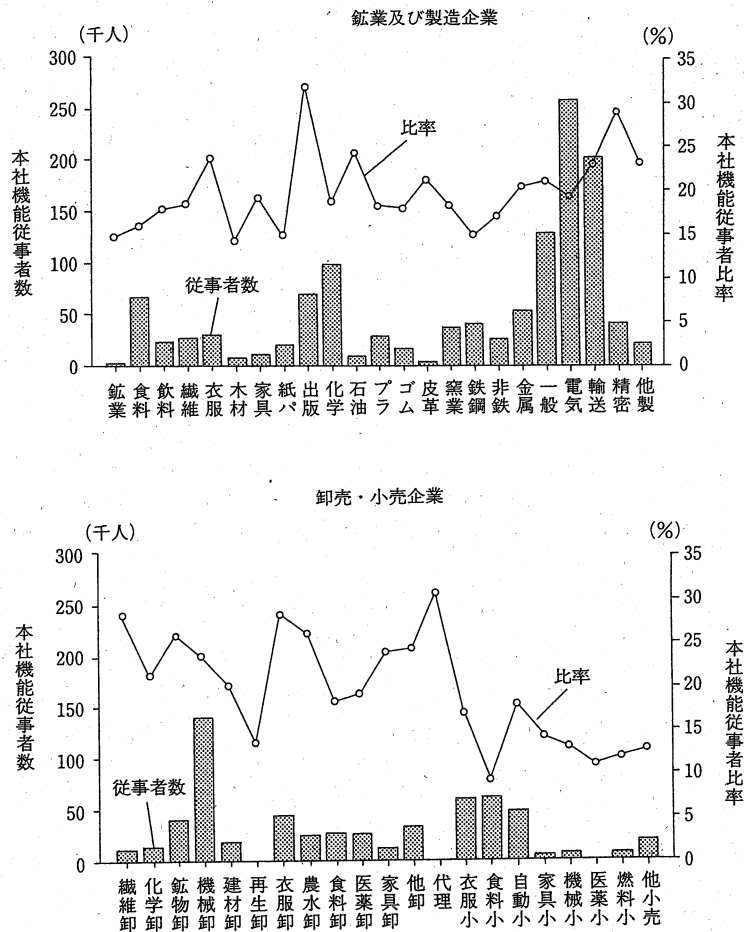 鉱業及び製造企業
(千人)
(%)
300
250
200
150
100
50
0
35
30
25
20
15
10
5
0
本社機能従事者数
本社機能従事者比率
比率
従事者数
鉱業
食料
飲料
繊維
衣服
木材
家具
紙パ
出版
化学
石油
プラ
ゴム
皮革
窯業
鉄鋼
非鉄
金属
一般
電気
輸送
精密
他製
卸売・小売企業
(千人)
(%)
300
250
200
150
100
50
0
35
30
25
20
15
10
5
0
本社機能従事者数
本社機能従事者比率
比率
従事者数
繊維卸
化学卸
鉱物卸
機械卸
建材卸
再生卸
衣服卸
農水卸
食料卸
医薬卸
家具卸
他卸
代理
衣服小
食料小
自動小
家具小
機械小
医薬小
燃料小
他小売